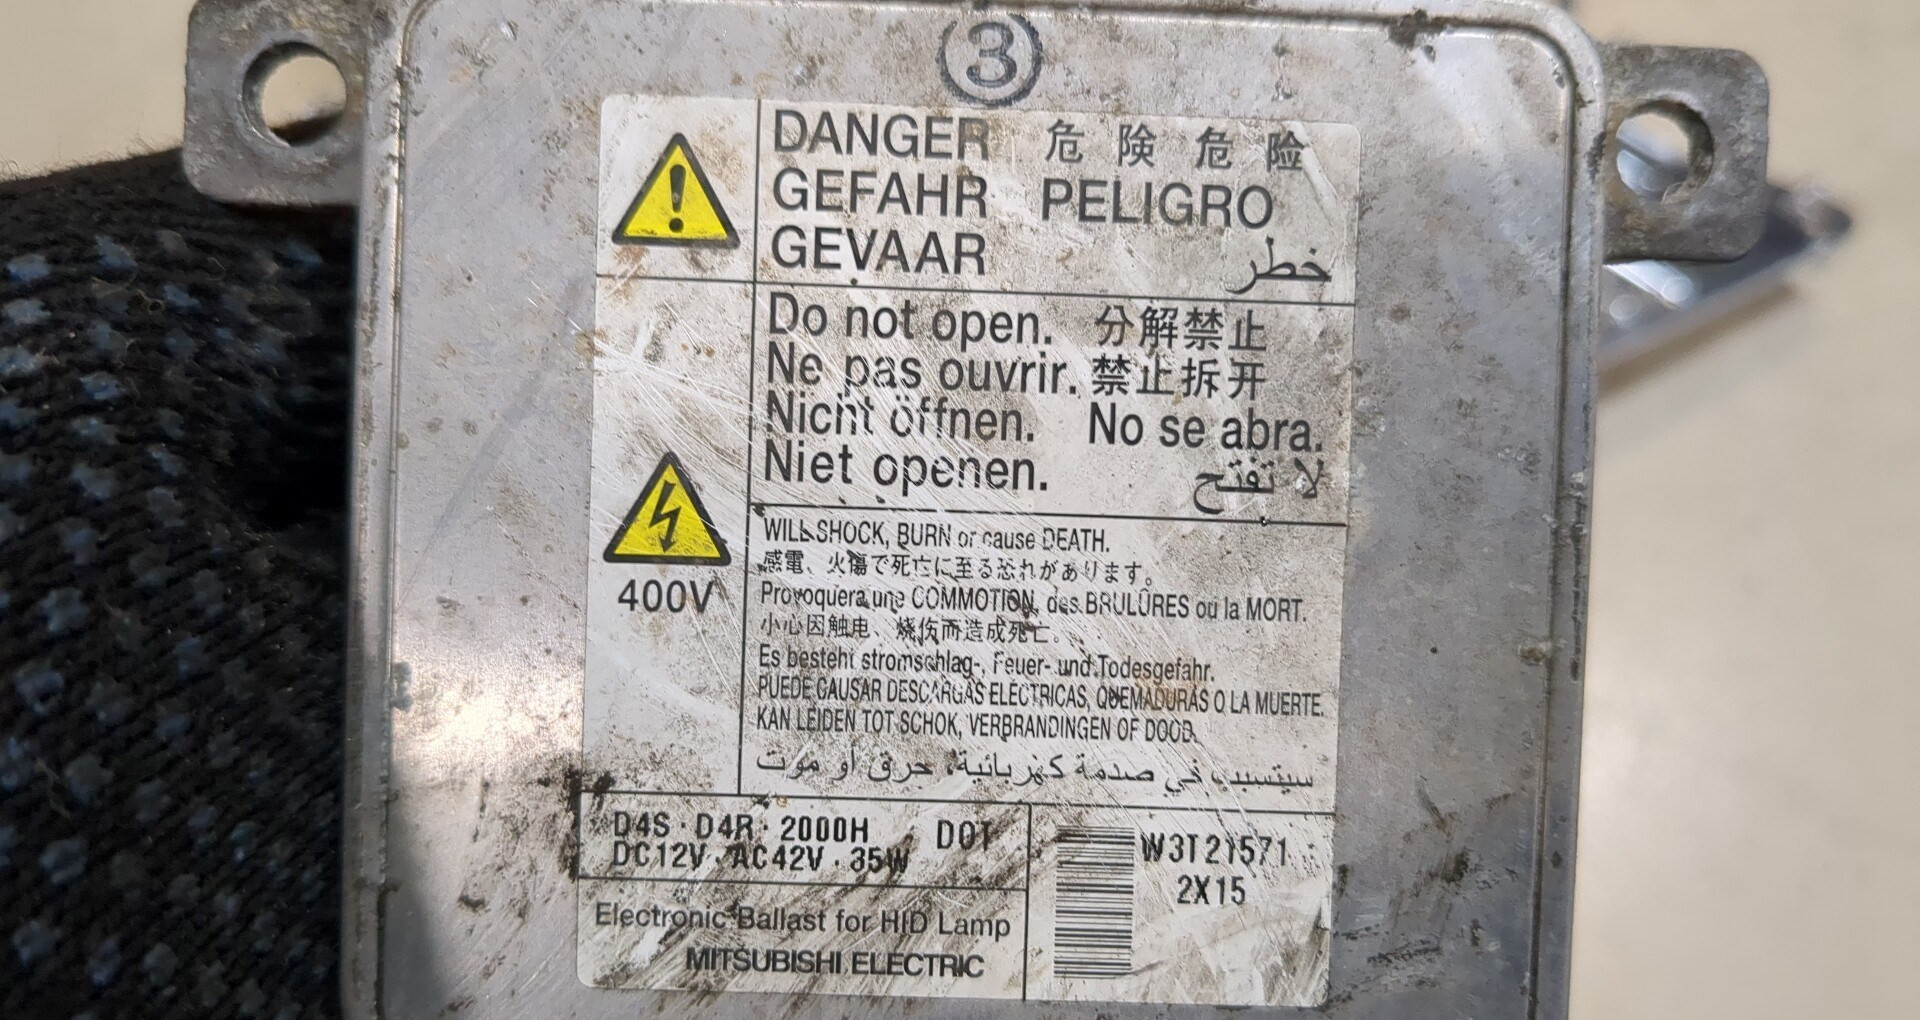 3
DANGER 危険 危险
GEFAHR PELIGRO
GEVAAR خطر
Do not open. 分解禁止
Ne pas ouvrir. 禁止拆开
Nicht öffnen. No se abra.
Niet openen. لا تفتح
400V
WILL SHOCK, BURN or cause DEATH.
感電、火傷で死亡に至る恐れがあります。
Provoquera une COMMOTION, des BRULÛRES ou la MORT.
小心因触电、烧伤而造成死亡。
Es besteht stromschlag-, Feuer- und Todesgefahr.
PUEDE CAUSAR DESCARGAS ELÉCTRICAS, QUEMADURAS O LA MUERTE.
KAN LEIDEN TOT SCHOK, VERBRANDINGEN OF DOOD.
سيتسبب في صدمة كهربائية، حرق او موت
D4S · D4R · 2000H DOT
DC12V · AC42V · 35W
W3T21571
2X15
Electronic Ballast for HID Lamp
MITSUBISHI ELECTRIC